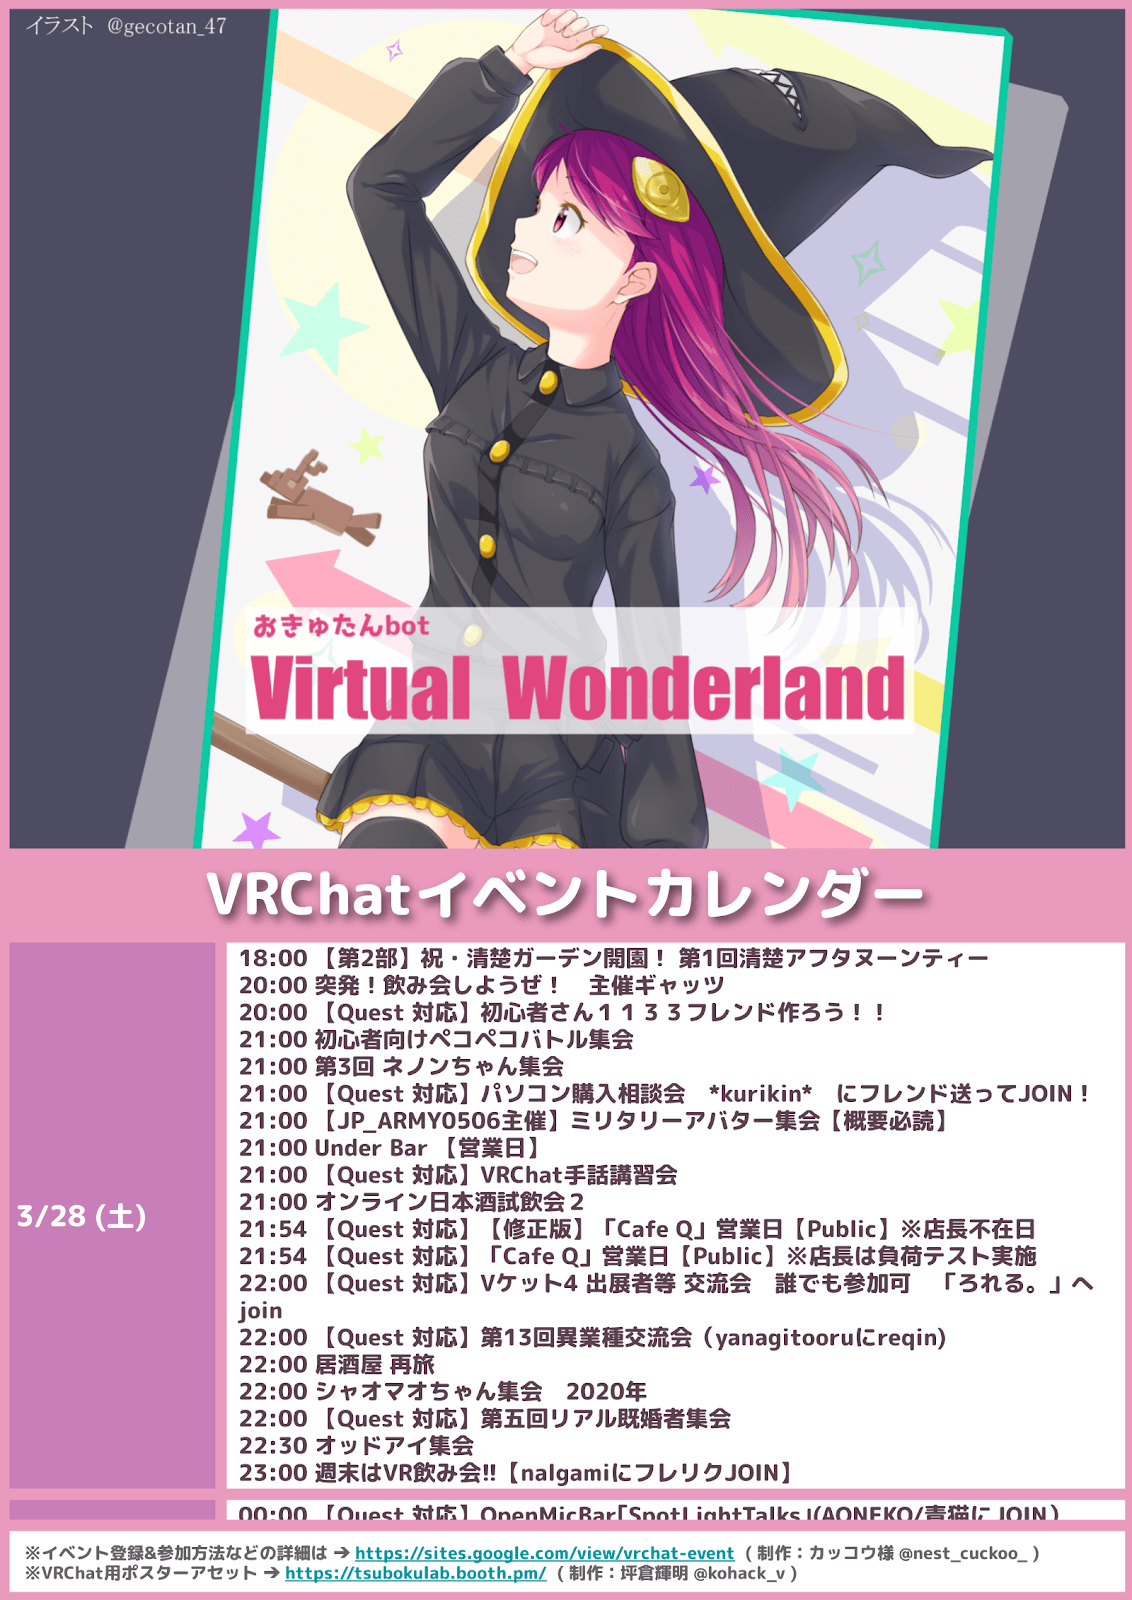 イラスト @gecotan_47
おきゅたんbot
Virtual Wonderland
VRChatイベントカレンダー
3/28 (土)
18:00 【第2部】祝・清楚ガーデン開園！ 第1回清楚アフタヌーンティー
20:00 突発！飲み会しようぜ！　主催ギャッツ
20:00 【Quest 対応】初心者さん１１３３フレンド作ろう！！
21:00 初心者向けペコペコバトル集会
21:00 第3回 ネノンちゃん集会
21:00 【Quest 対応】パソコン購入相談会　*kurikin*　にフレンド送ってJOIN！
21:00 【JP_ARMY0506主催】ミリタリーアバター集会【概要必読】
21:00 Under Bar 【営業日】
21:00 【Quest 対応】VRChat手話講習会
21:00 オンライン日本酒試飲会２
21:54 【Quest 対応】【修正版】「Cafe Q」営業日【Public】※店長不在日
21:54 【Quest 対応】「Cafe Q」営業日【Public】※店長は負荷テスト実施
22:00 【Quest 対応】Vケット4 出展者等 交流会　誰でも参加可　「ろれる。」へ
join
22:00 【Quest 対応】第13回異業種交流会（yanagitooruにreqin)
22:00 居酒屋 再旅
22:00 シャオマオちゃん集会　2020年
22:00 【Quest 対応】第五回リアル既婚者集会
22:30 オッドアイ集会
23:00 週末はVR飲み会!!【nalgamiにフレリクJOIN】
00:00 【Quest 対応】OpenMicBar「SpotLightTalks」(AONEKO/青猫にJOIN）
※イベント登録&参加方法などの詳細は → https://sites.google.com/view/vrchat-event ( 制作：カッコウ様 @nest_cuckoo_ )
※VRChat用ポスターアセット → https://tsubokulab.booth.pm/ ( 制作：坪倉輝明 @kohack_v )